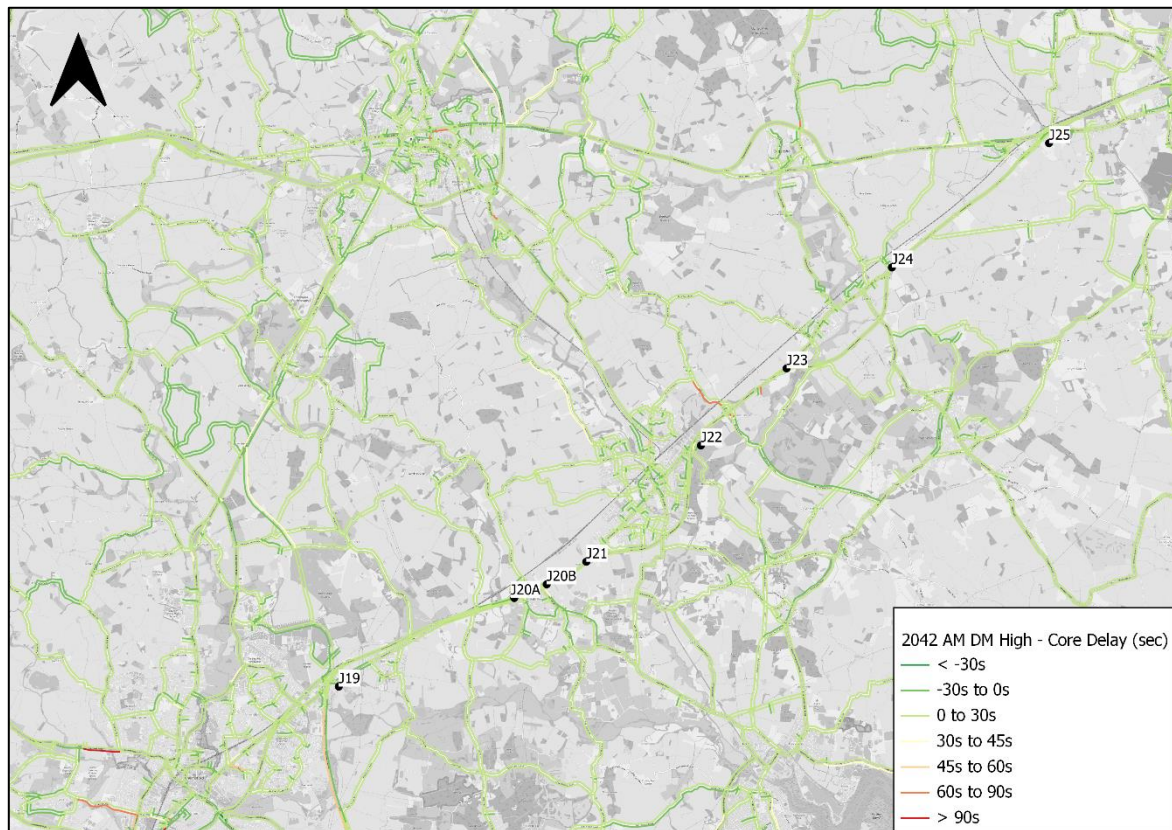 J25
J24
J23
J22
J21
J20B
J20A
J19
2042 AM DM High - Core Delay (sec)
< -30s
-30s to 0s
0 to 30s
30s to 45s
45s to 60s
60s to 90s
> 90s